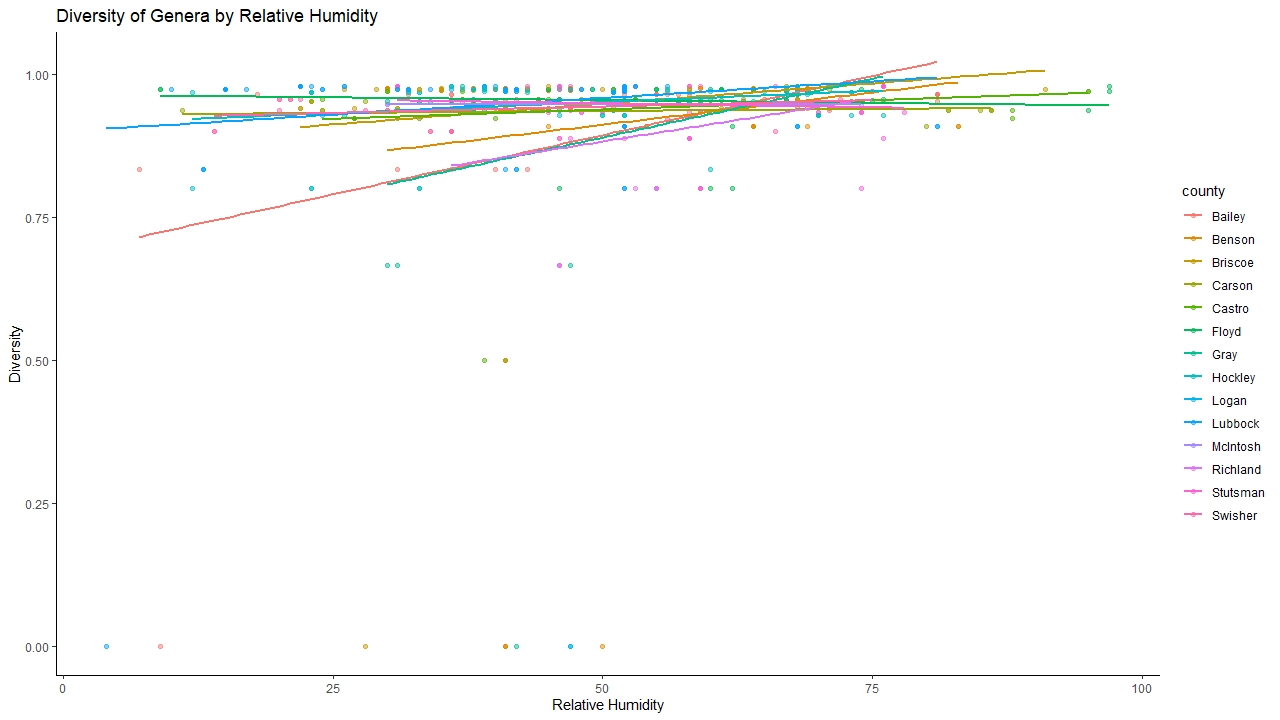 Diversity of Genera by Relative Humidity
1.00
0.75
0.50
0.25
0.00
Diversity
0
25
50
75
100
Relative Humidity
county
Bailey
Benson
Briscoe
Carson
Castro
Floyd
Gray
Hockley
Logan
Lubbock
McIntosh
Richland
Stutsman
Swisher